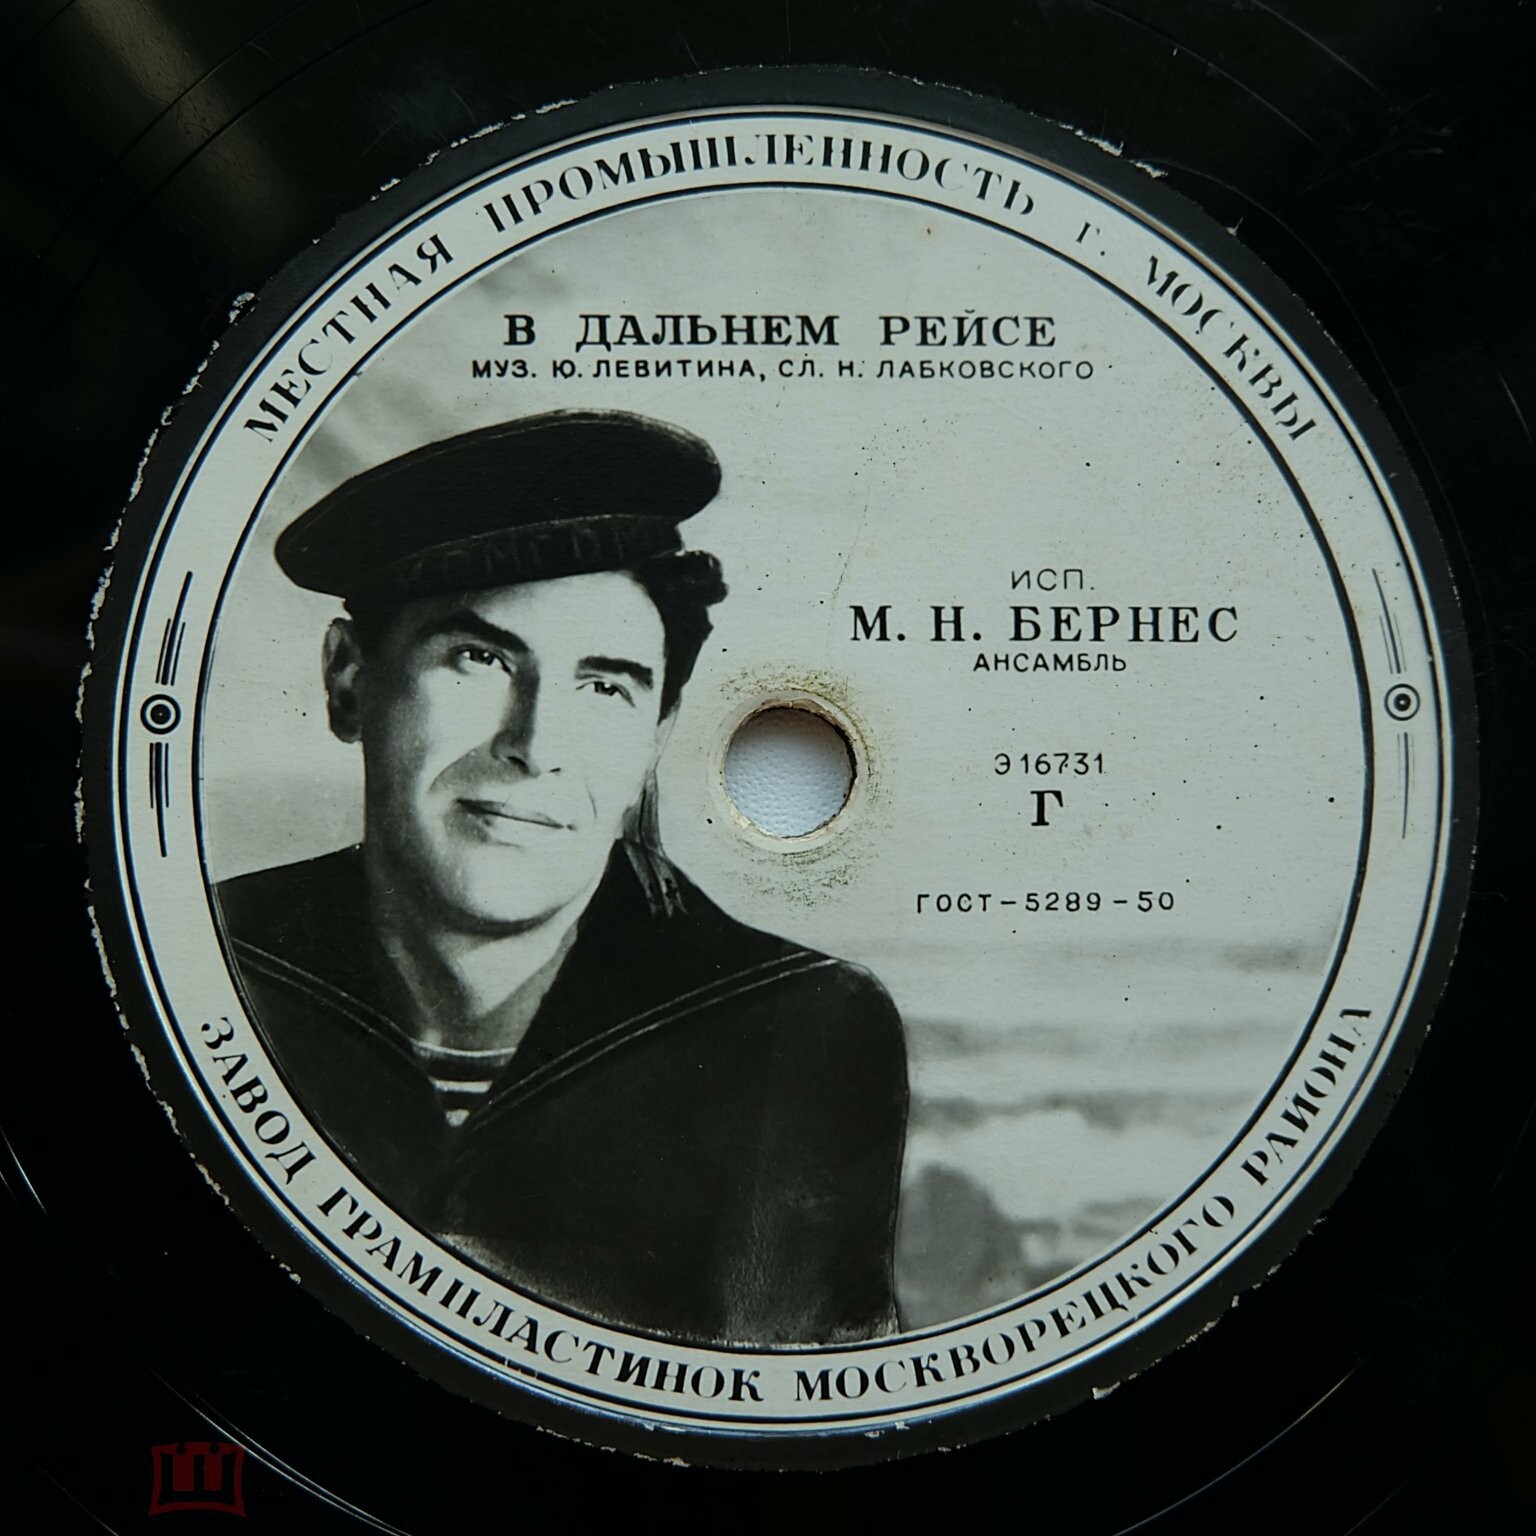 МЕСТНАЯ ПРОМЫШЛЕННОСТЬ Г. МОСКВЫ
В ДАЛЬНЕМ РЕЙСЕ
МУЗ. Ю. ЛЕВИТИНА, СЛ. Н. ЛАБКОВСКОГО
ИСП.
М. Н. БЕРНЕС
АНСАМБЛЬ
Э16731
Г
ГОСТ-5289-50
ЗАВОД ГРАМПЛАСТИНОК МОСКВОРЕЦКОГО РАЙОНА